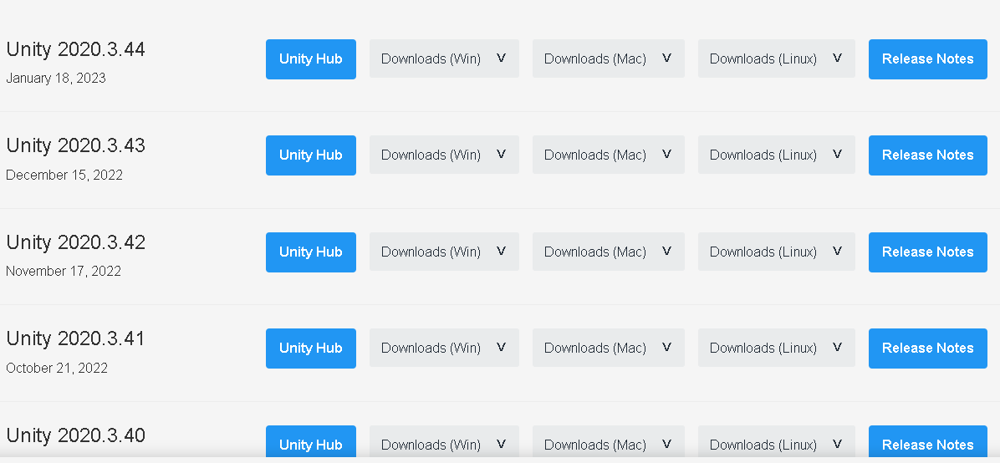 Unity 2020.3.44 Unity Hub Downloads (Win) V Downloads (Mac) V Downloads (Linux) V Release Notes
January 18, 2023
Unity 2020.3.43 Unity Hub Downloads (Win) V Downloads (Mac) V Downloads (Linux) V Release Notes
December 15, 2022
Unity 2020.3.42 Unity Hub Downloads (Win) V Downloads (Mac) V Downloads (Linux) V Release Notes
November 17, 2022
Unity 2020.3.41 Unity Hub Downloads (Win) V Downloads (Mac) V Downloads (Linux) V Release Notes
October 21, 2022
Unity 2020.3.40 Unity Hub Downloads (Win) V Downloads (Mac) V Downloads (Linux) V Release Notes